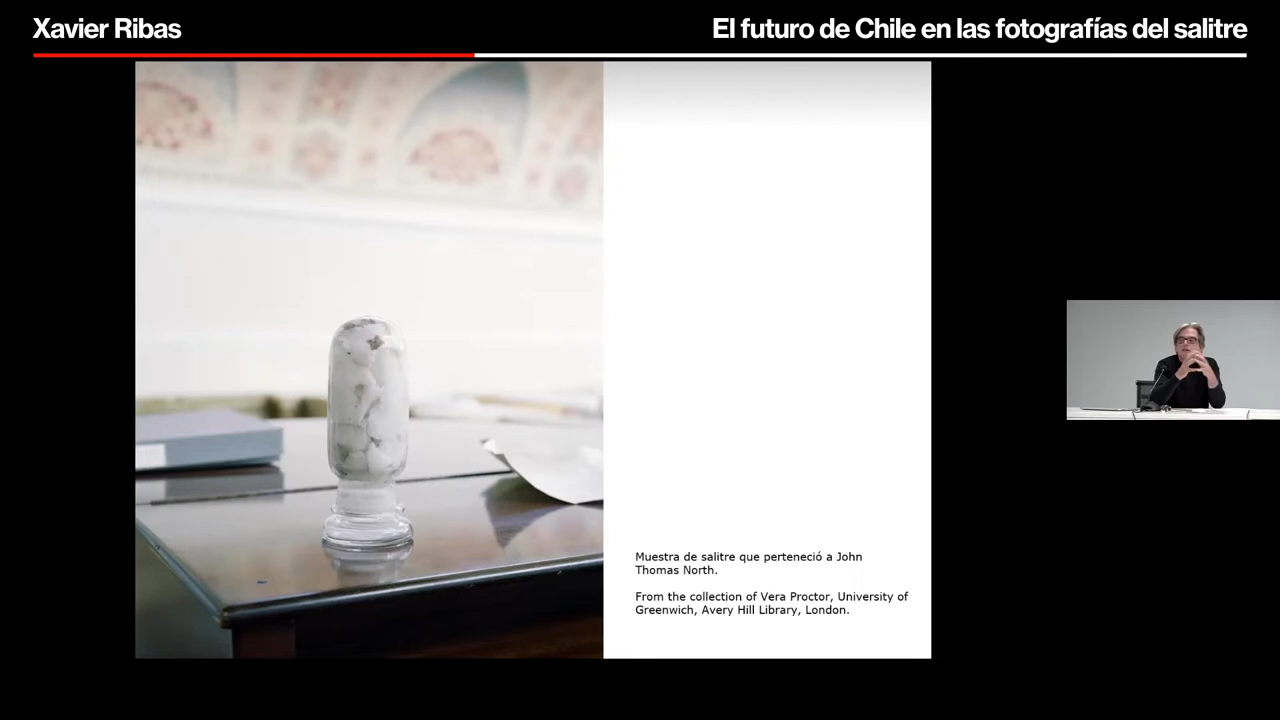 Xavier Ribas
El futuro de Chile en las fotografías del salitre
Muestra de salitre que perteneció a John
Thomas North.
From the collection of Vera Proctor, University of
Greenwich, Avery Hill Library, London.